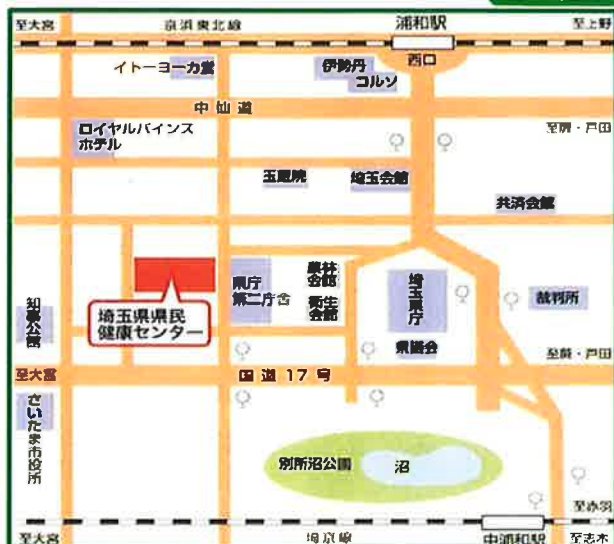 至大宮
京浜東北線
浦和駅
至上野
西口
イトーヨーカ堂
伊勢丹
コルソ
中仙道
ロイヤルパインズ
ホテル
至蕨・戸田
玉蔵院
埼玉会館
共済会館
知事公館
埼玉県県民
健康センター
県庁
第二庁舎
農林
会館
衛生
会館
埼玉県庁
県議会
裁判所
至大宮
国道17号
至蕨・戸田
さいたま市役所
別所沼公園
沼
至赤羽
至大宮
埼京線
中浦和駅
至志木